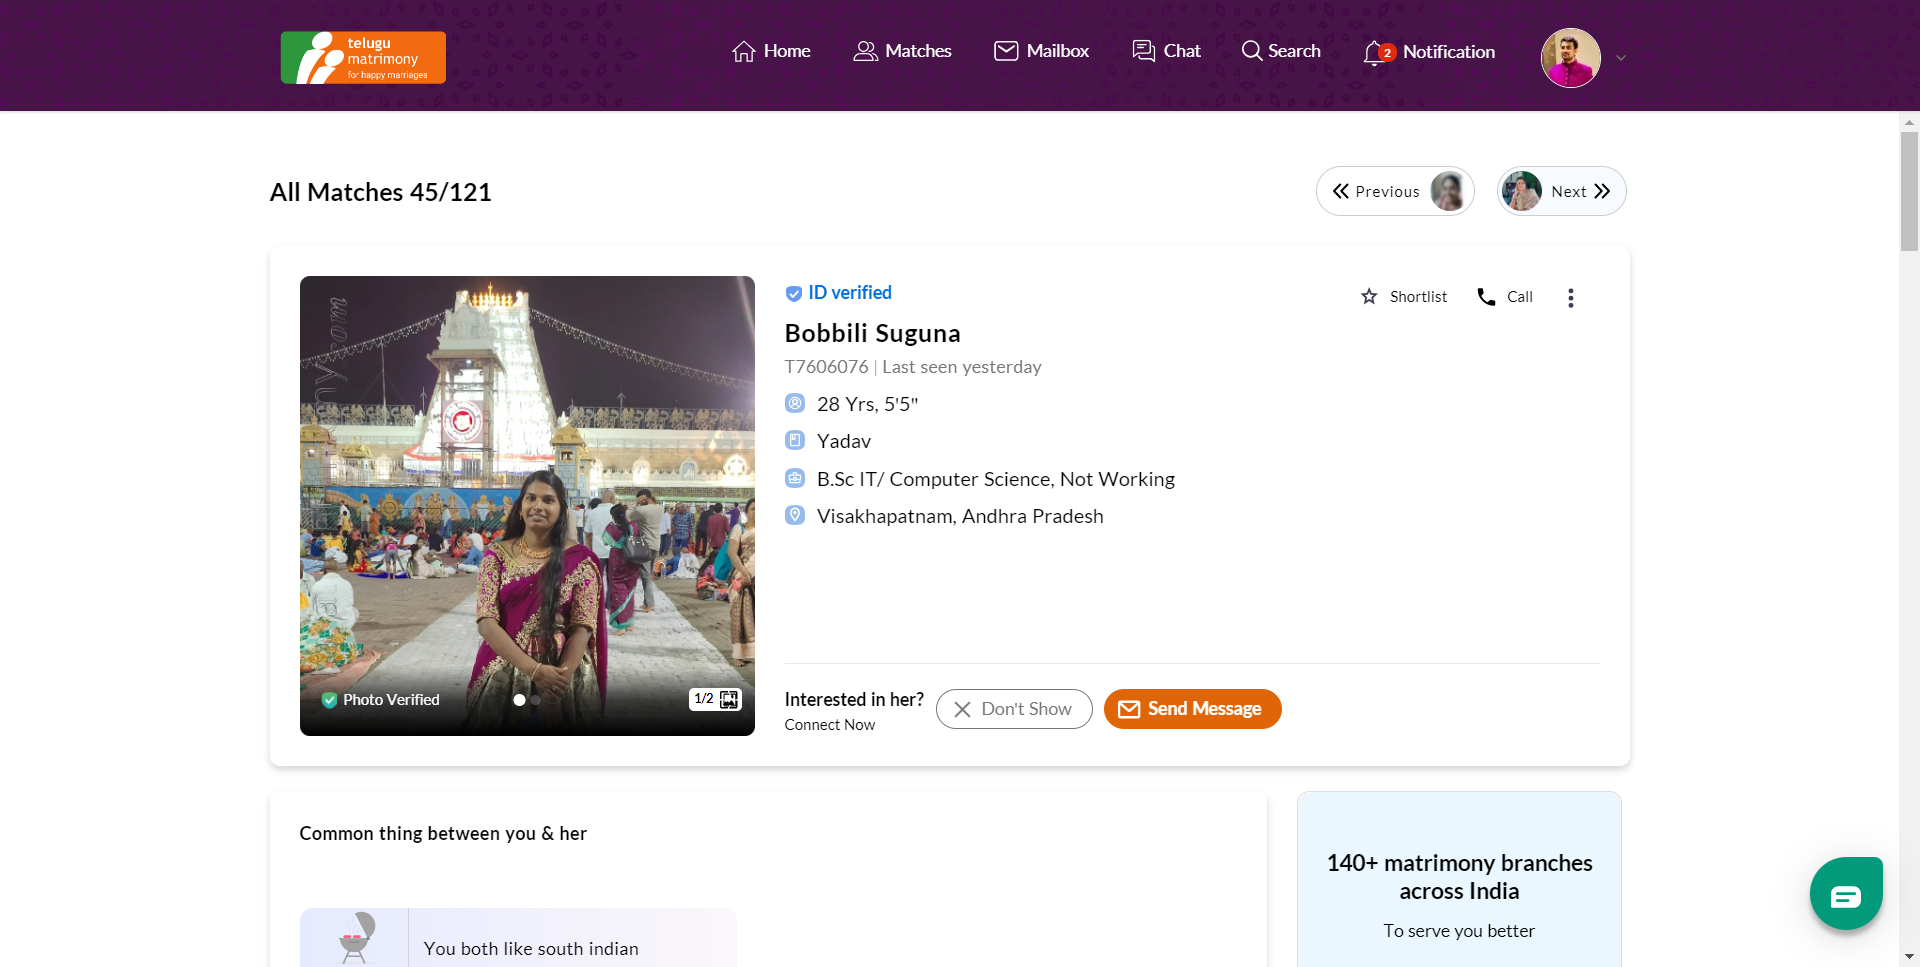 telugu
matrimony
for happy marriages
Home
Matches
Mailbox
Chat
Search
2
Notification
All Matches 45/121
Previous
Next
ID verified
Shortlist
Call
Bobbili Suguna
T7606076 | Last seen yesterday
28 Yrs, 5'5"
Yadav
B.Sc IT/ Computer Science, Not Working
Visakhapatnam, Andhra Pradesh
Photo Verified
1/2
Interested in her?
Connect Now
Don't Show
Send Message
Common thing between you & her
You both like south indian
140+ matrimony branches
across India
To serve you better